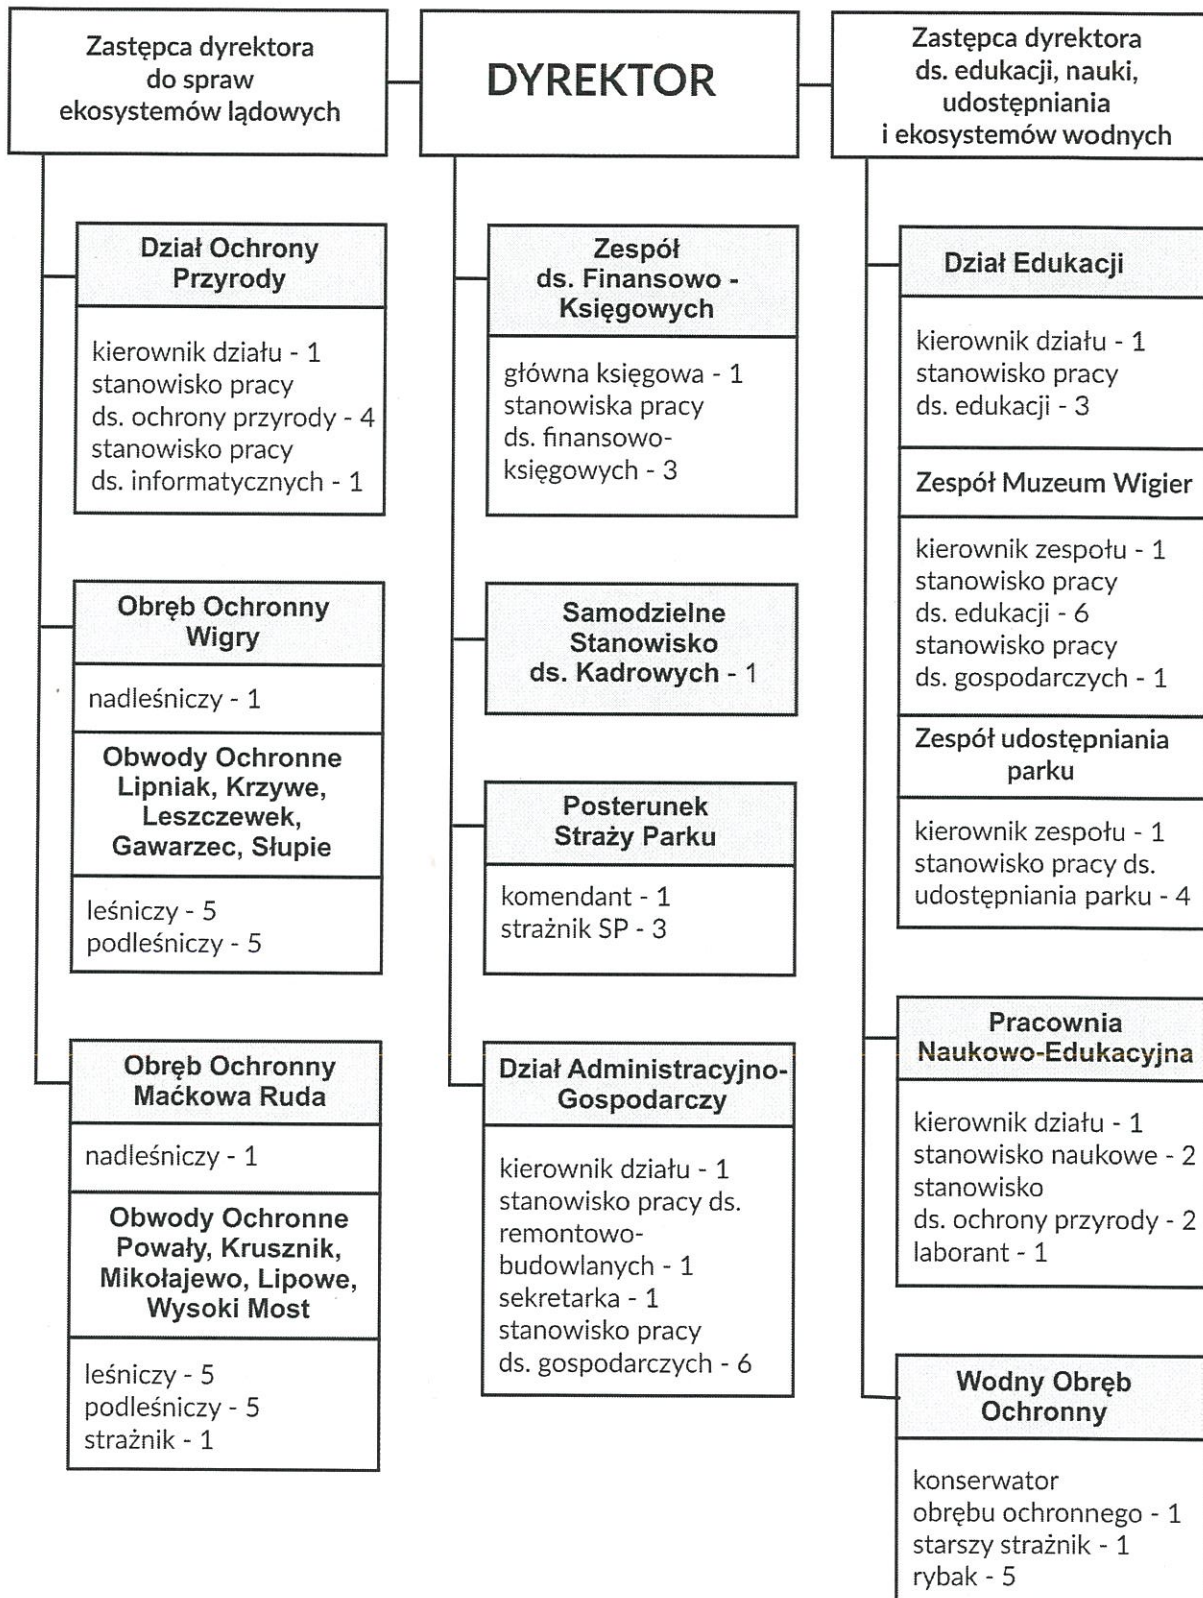 Zastępca dyrektora
do spraw
ekosystemów lądowych
DYREKTOR
Zastępca dyrektora
ds. edukacji, nauki,
udostępniania
i ekosystemów wodnych
Dział Ochrony
Przyrody
kierownik działu - 1
stanowisko pracy
ds. ochrony przyrody - 4
stanowisko pracy
ds. informatycznych - 1
Obręb Ochronny
Wigry
nadleśniczy - 1
Obwody Ochronne
Lipniak, Krzywe,
Leszczewek,
Gawarzec, Słupie
leśniczy - 5
podleśniczy - 5
Obręb Ochronny
Maćkowa Ruda
nadleśniczy - 1
Obwody Ochronne
Powały, Krusznik,
Mikołajewo, Lipowe,
Wysoki Most
leśniczy - 5
podleśniczy - 5
strażnik - 1
Zespół
ds. Finansowo -
Księgowych
główna księgowa - 1
stanowiska pracy
ds. finansowo-
księgowych - 3
Samodzielne
Stanowisko
ds. Kadrowych - 1
Posterunek
Straży Parku
komendant - 1
strażnik SP - 3
Dział Administracyjno-
Gospodarczy
kierownik działu - 1
stanowisko pracy ds.
remontowo-
budowlanych - 1
sekretarka - 1
stanowisko pracy
ds. gospodarczych - 6
Dział Edukacji
kierownik działu - 1
stanowisko pracy
ds. edukacji - 3
Zespół Muzeum Wigier
kierownik zespołu - 1
stanowisko pracy
ds. edukacji - 6
stanowisko pracy
ds. gospodarczych - 1
Zespół udostępniania
parku
kierownik zespołu - 1
stanowisko pracy ds.
udostępniania parku - 4
Pracownia
Naukowo-Edukacyjna
kierownik działu - 1
stanowisko naukowe - 2
stanowisko
ds. ochrony przyrody - 2
laborant - 1
Wodny Obręb
Ochronny
konserwator
obrębu ochronnego - 1
starszy strażnik - 1
rybak - 5